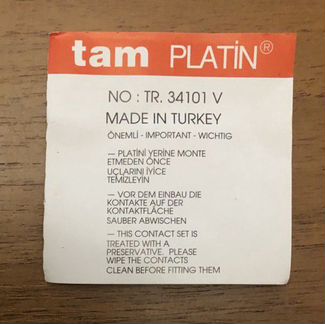 tam PLATİN®
NO : TR. 34101 V
MADE IN TURKEY
ÖNEMLİ - IMPORTANT - WICHTIG
— PLATİNİ YERİNE MONTE
ETMEDEN ÖNCE
UÇLARINI İYİCE
TEMİZLEYİN
— VOR DEM EINBAU DIE
KONTAKTE AUF DER
KONTAKTFLÄCHE
SAUBER ABWISCHEN
— THIS CONTACT SET IS
TREATED WITH A
PRESERVATIVE. PLEASE
WIPE THE CONTACTS
CLEAN BEFORE FITTING THEM